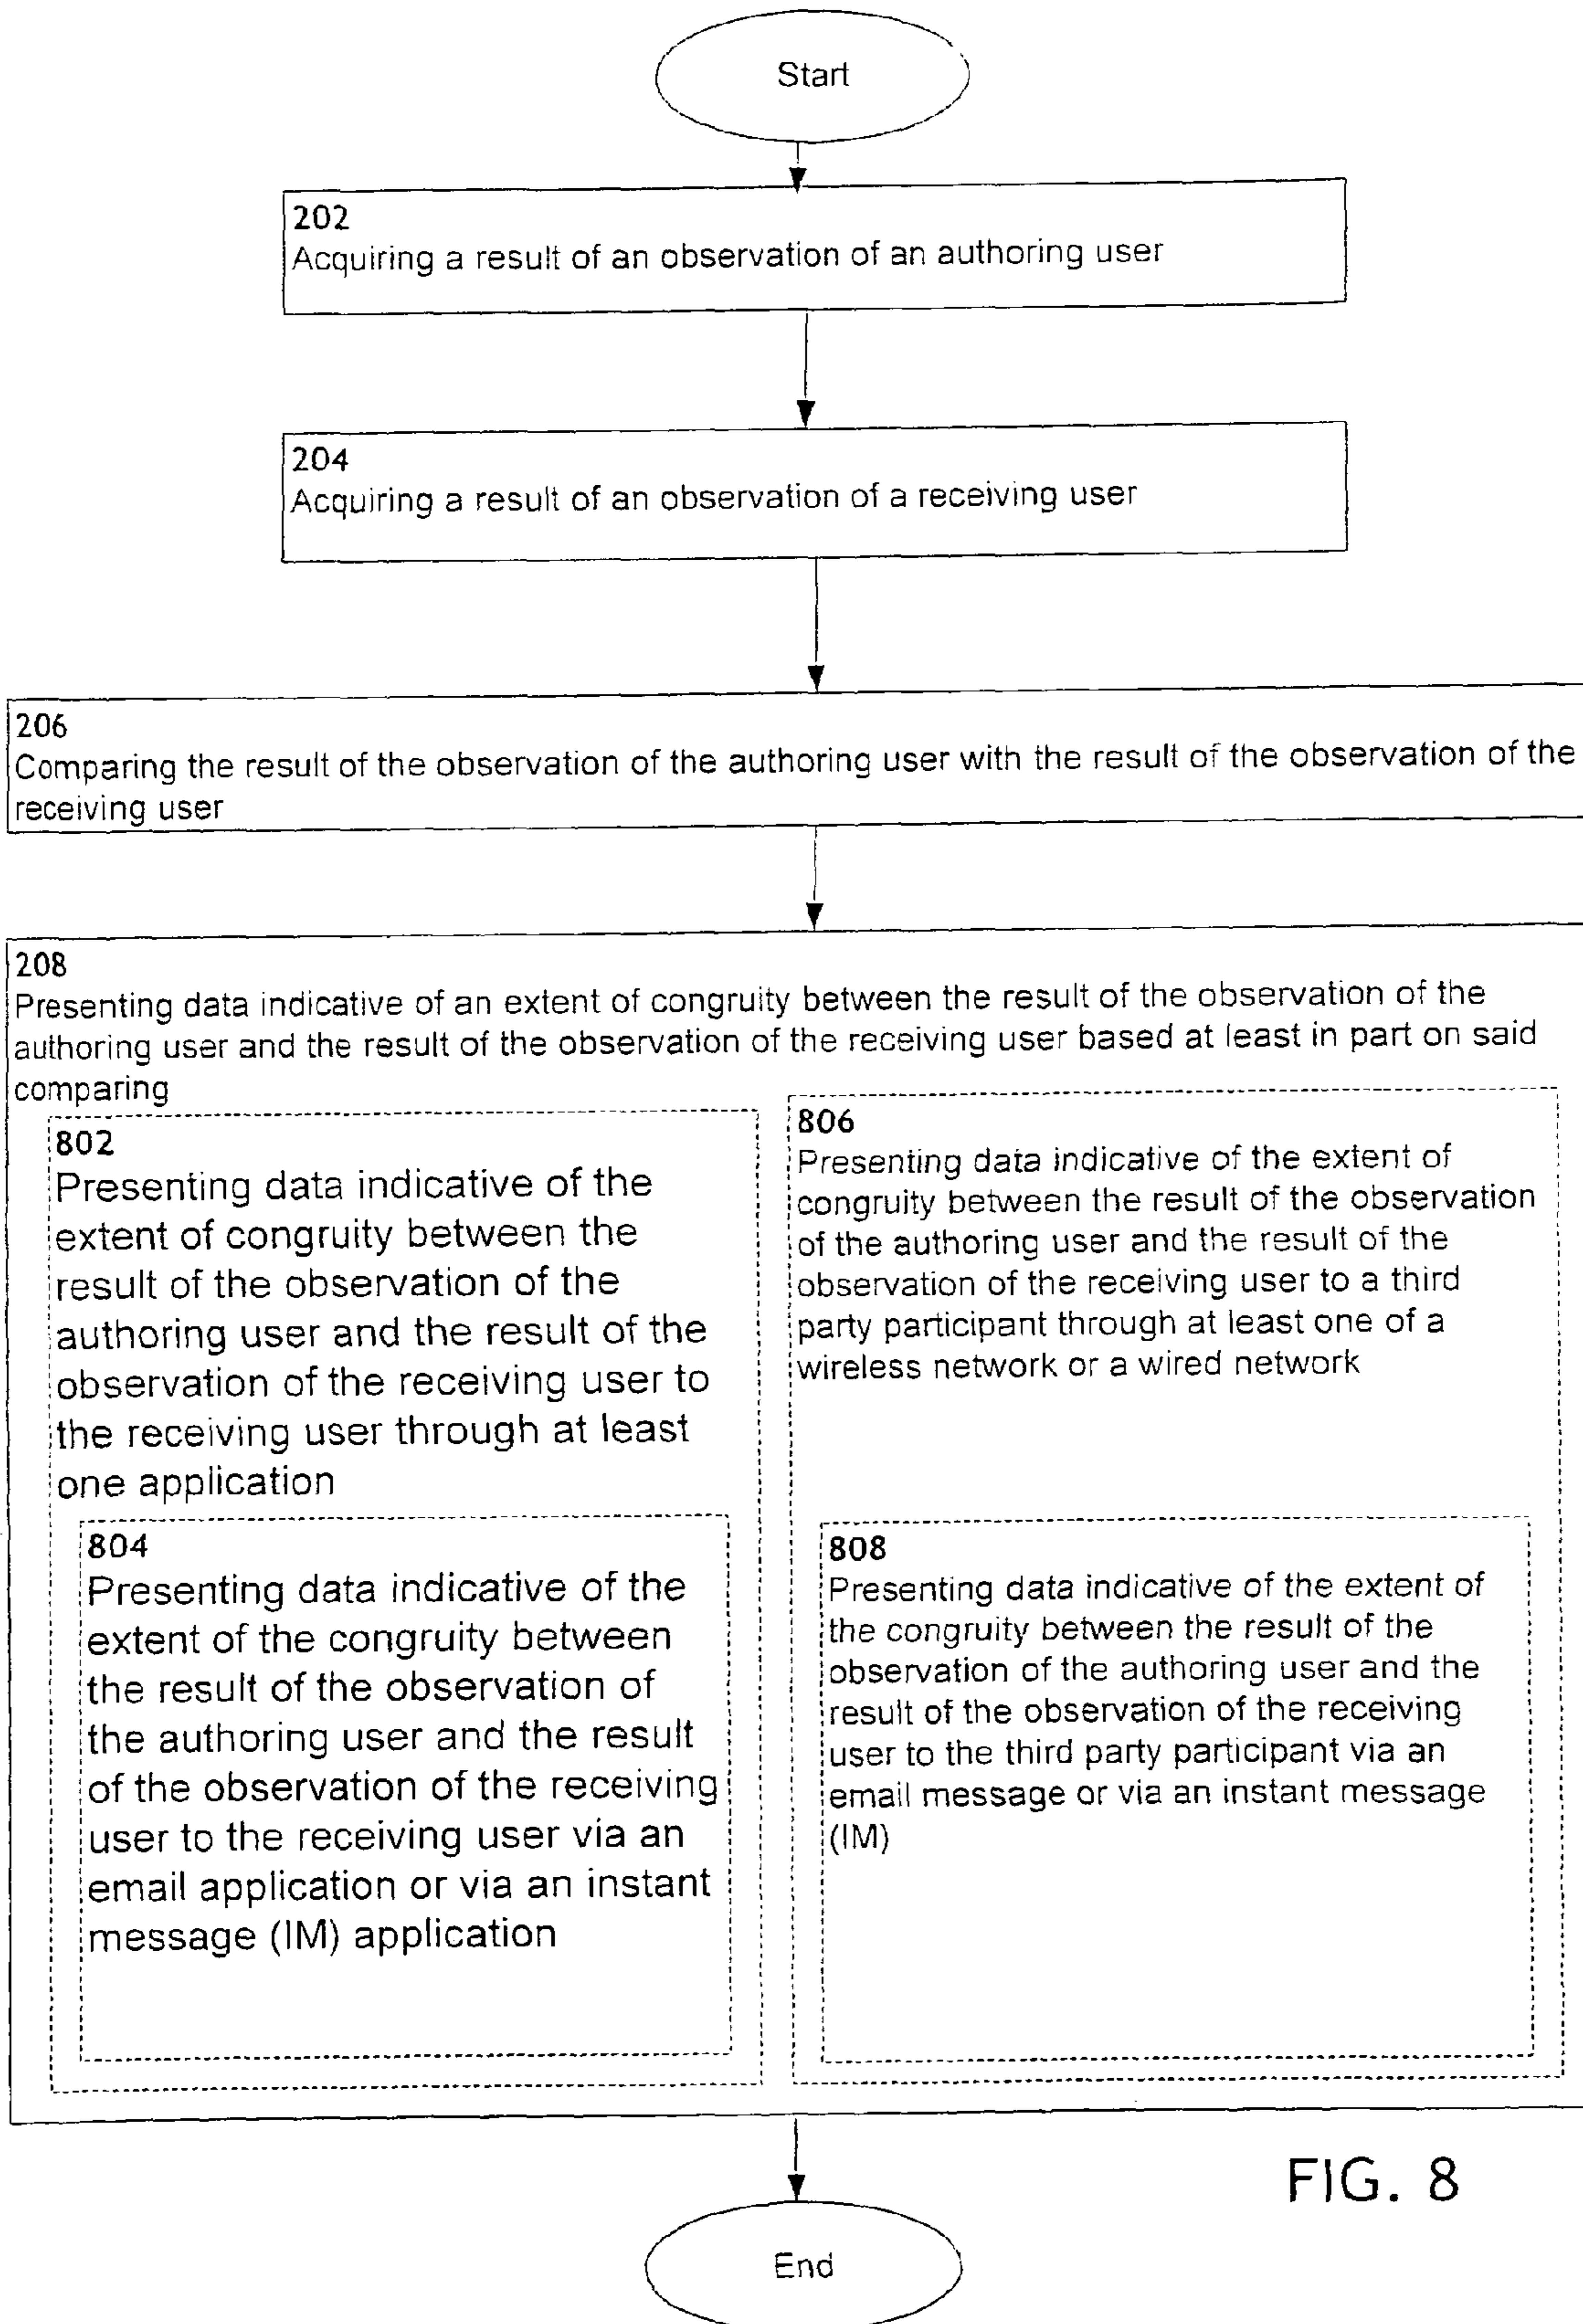 Start
202
Acquiring a result of an observation of an authoring user
204
Acquiring a result of an observation of a receiving user
206
Comparing the result of the observation of the authoring user with the result of the observation of the
receiving user
208
Presenting data indicative of an extent of congruity between the result of the observation of the
authoring user and the result of the observation of the receiving user based at least in part on said
comparing
802
Presenting data indicative of the
extent of congruity between the
result of the observation of the
authoring user and the result of the
observation of the receiving user to
the receiving user through at least
one application
804
Presenting data indicative of the
extent of the congruity between
the result of the observation of
the authoring user and the result
of the observation of the receiving
user to the receiving user via an
email application or via an instant
message (IM) application
806
Presenting data indicative of the extent of
congruity between the result of the observation
of the authoring user and the result of the
observation of the receiving user to a third
party participant through at least one of a
wireless network or a wired network
808
Presenting data indicative of the extent of
the congruity between the result of the
observation of the authoring user and the
result of the observation of the receiving
user to the third party participant via an
email message or via an instant message
(IM)
End
FIG. 8